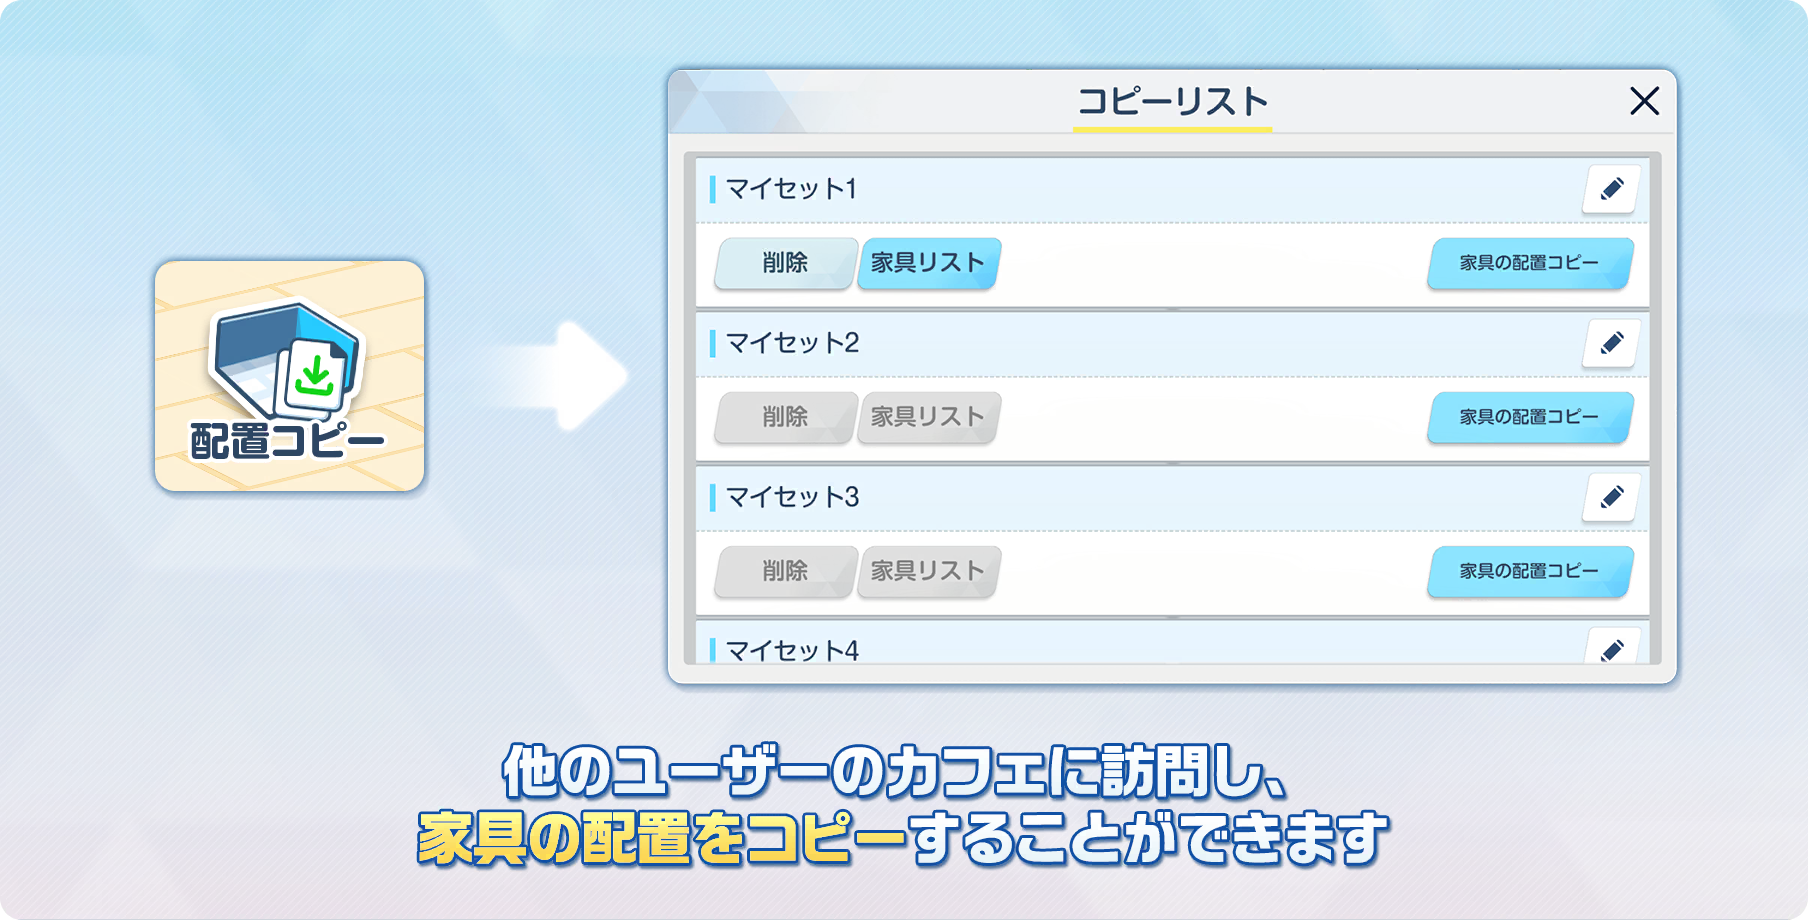 配置コピー
コピーリスト
マイセット1
削除 家具リスト 家具の配置コピー
マイセット2
削除 家具リスト 家具の配置コピー
マイセット3
削除 家具リスト 家具の配置コピー
マイセット4
他のユーザーのカフェに訪問し、
家具の配置をコピーすることができます